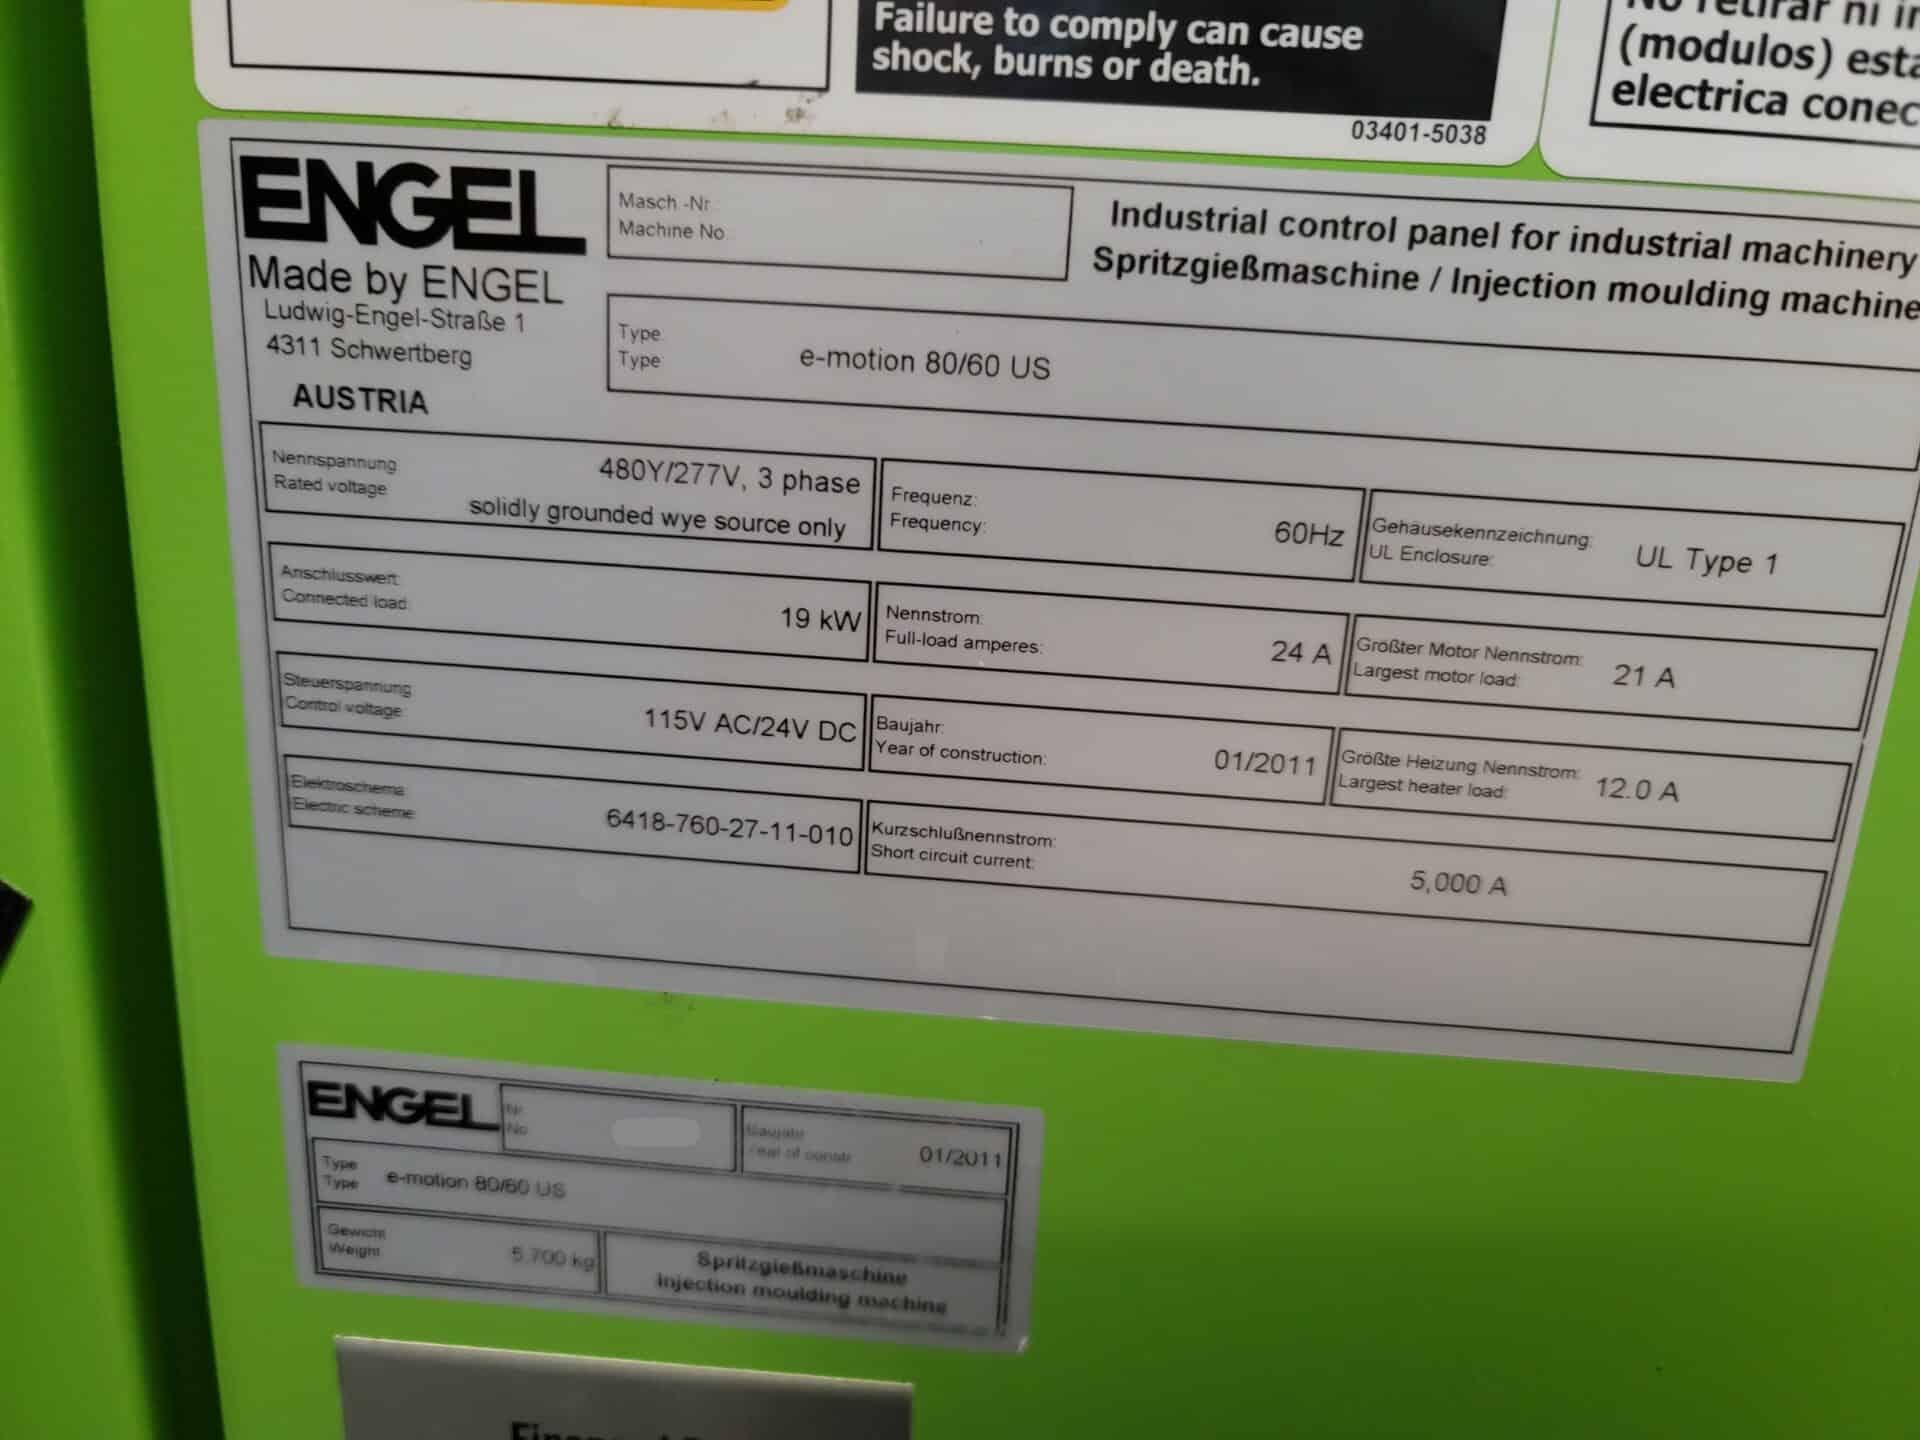 Failure to comply can cause
shock, burns or death.
03401-5038
retirar ni
(modulos)
electrica
ENGEL
Made by ENGEL
Ludwig-Engel-Straße 1
4311 Schwertberg
AUSTRIA
Masch.-Nr.
Machine No.
Industrial control panel for industrial machinery
Spritzgießmaschine / Injection moulding machine
Type
Type
e-motion 80/60 US
Nennspannung
Rated voltage
480Y/277V, 3 phase
solidly grounded wye source only
Frequenz:
Frequency:
60Hz
Gehäusekennzeichnung:
UL Enclosure:
UL Type 1
Anschlusswert:
Connected load:
19 kW
Nennstrom:
Full-load amperes:
24 A
Größter Motor Nennstrom:
Largest motor load:
21 A
Steuerspannung
Control voltage:
115V AC/24V DC
Baujahr:
Year of construction:
01/2011
Größte Heizung Nennstrom:
Largest heater load:
12.0 A
Elektroschema
Electric scheme
6418-760-27-11-010
Kurzschlußnennstrom:
Short circuit current:
5,000 A
ENGEL
Nr.
No.
Baujahr
Year of constr.
01/2011
Type
Type
e-motion 80/60 US
Gewicht
Weight
5.700 kg
Spritzgießmaschine
Injection moulding machine